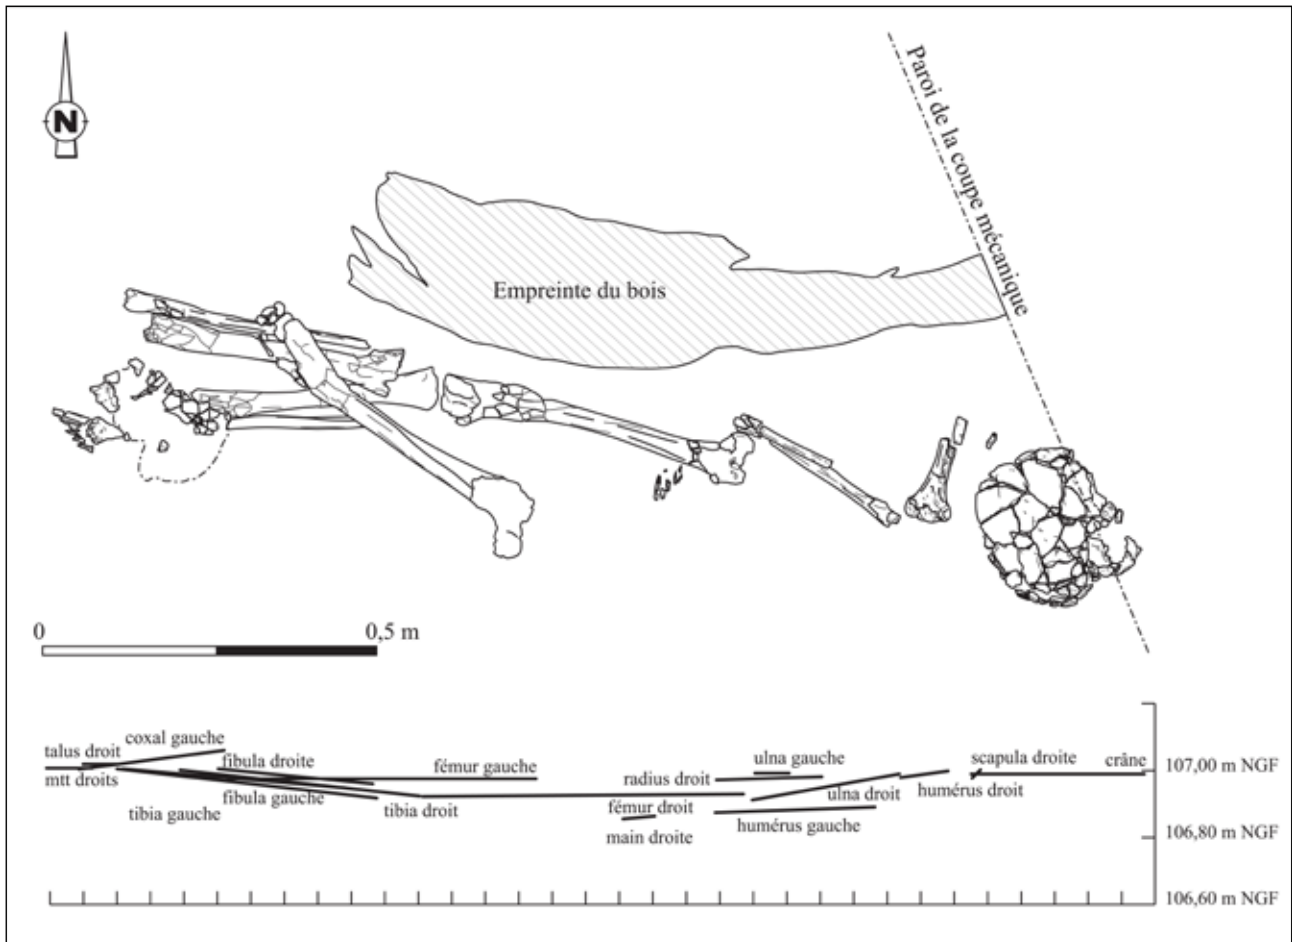 N
Paroi de la coupe mécanique
Empreinte du bois
0
0,5 m
talus droit
coxal gauche
mtt droits
fibula droite
fémur gauche
ulna gauche
scapula droite
crâne
radius droit
107,00 m NGF
fibula gauche
tibia gauche
tibia droit
fémur droit
ulna droit
humérus droit
main droite
humérus gauche
106,80 m NGF
106,60 m NGF